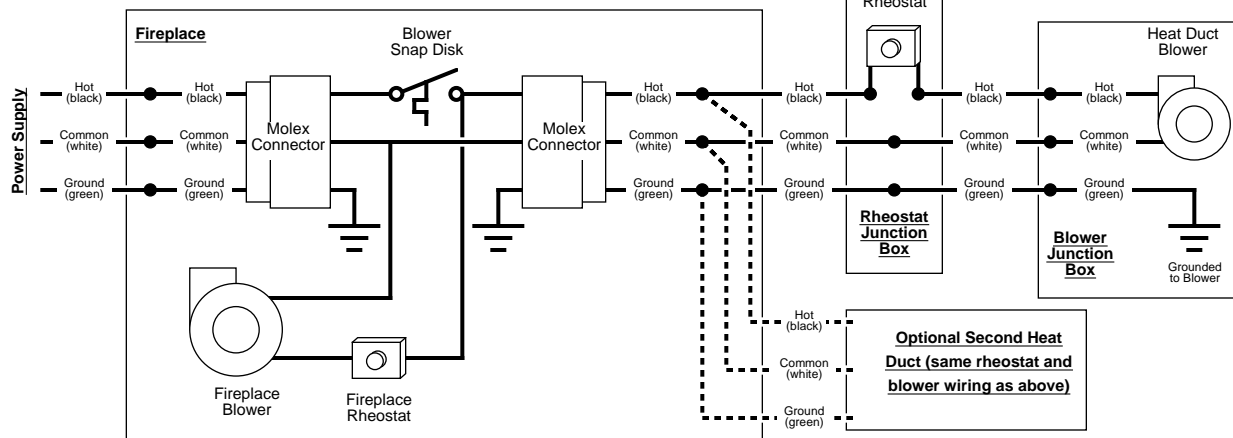 Rheostat
Fireplace
Blower
Snap Disk
Heat Duct
Blower
Power Supply
Hot
(black)
Hot
(black)
Hot
(black)
Hot
(black)
Hot
(black)
Hot
(black)
Common
(white)
Common
(white)
Molex
Connector
Molex
Connector
Common
(white)
Common
(white)
Common
(white)
Common
(white)
Ground
(green)
Ground
(green)
Ground
(green)
Ground
(green)
Ground
(green)
Ground
(green)
Rheostat
Junction
Box
Blower
Junction
Box
Grounded
to Blower
Hot
(black)
Common
(white)
Ground
(green)
Optional Second Heat
Duct (same rheostat and
blower wiring as above)
Fireplace
Blower
Fireplace
Rheostat